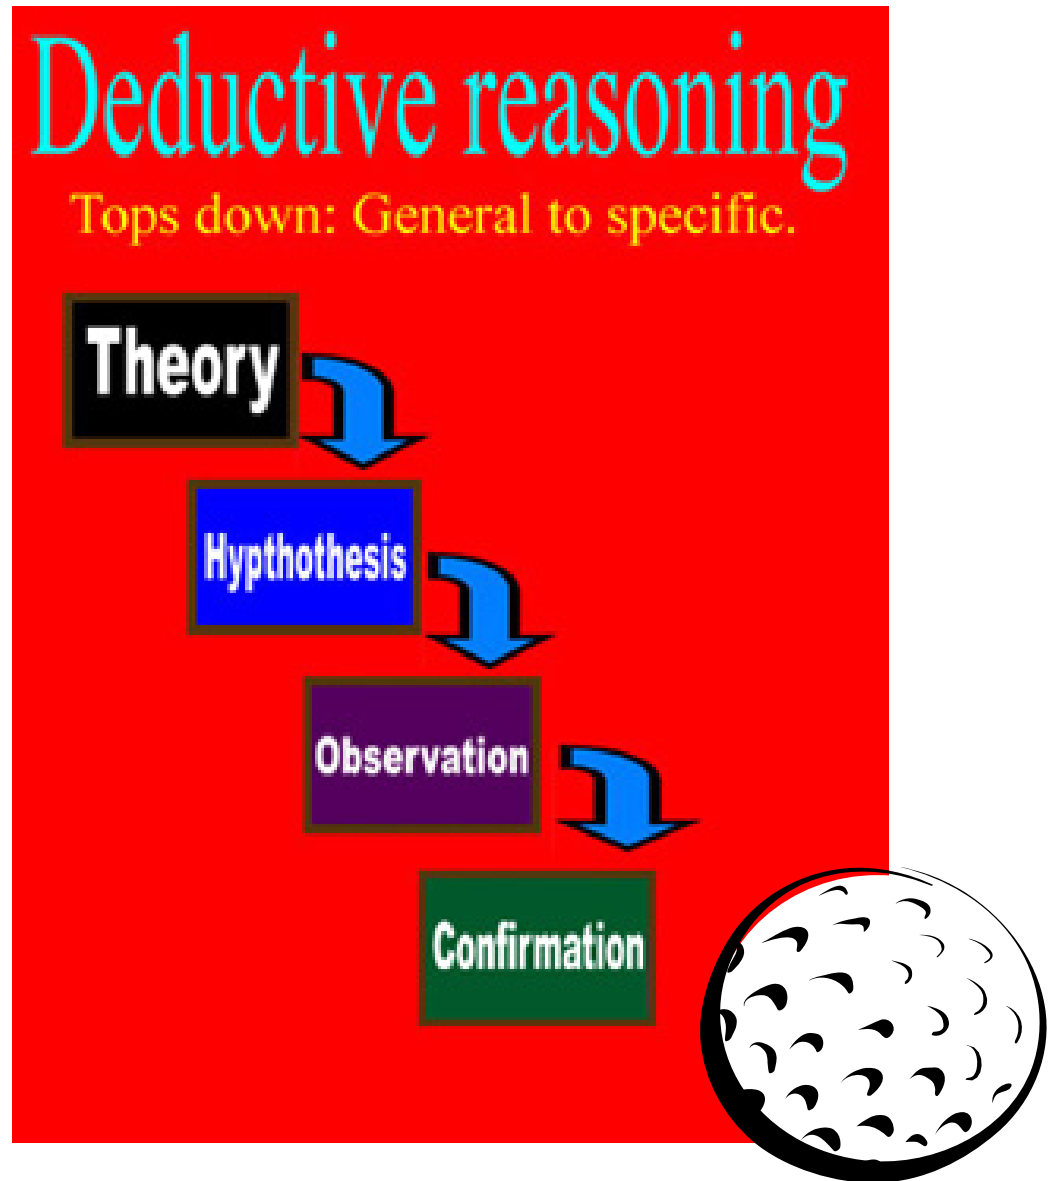 Deductive reasoning
Tops down: General to specific.
Theory
Hypthothesis
Observation
Confirmation